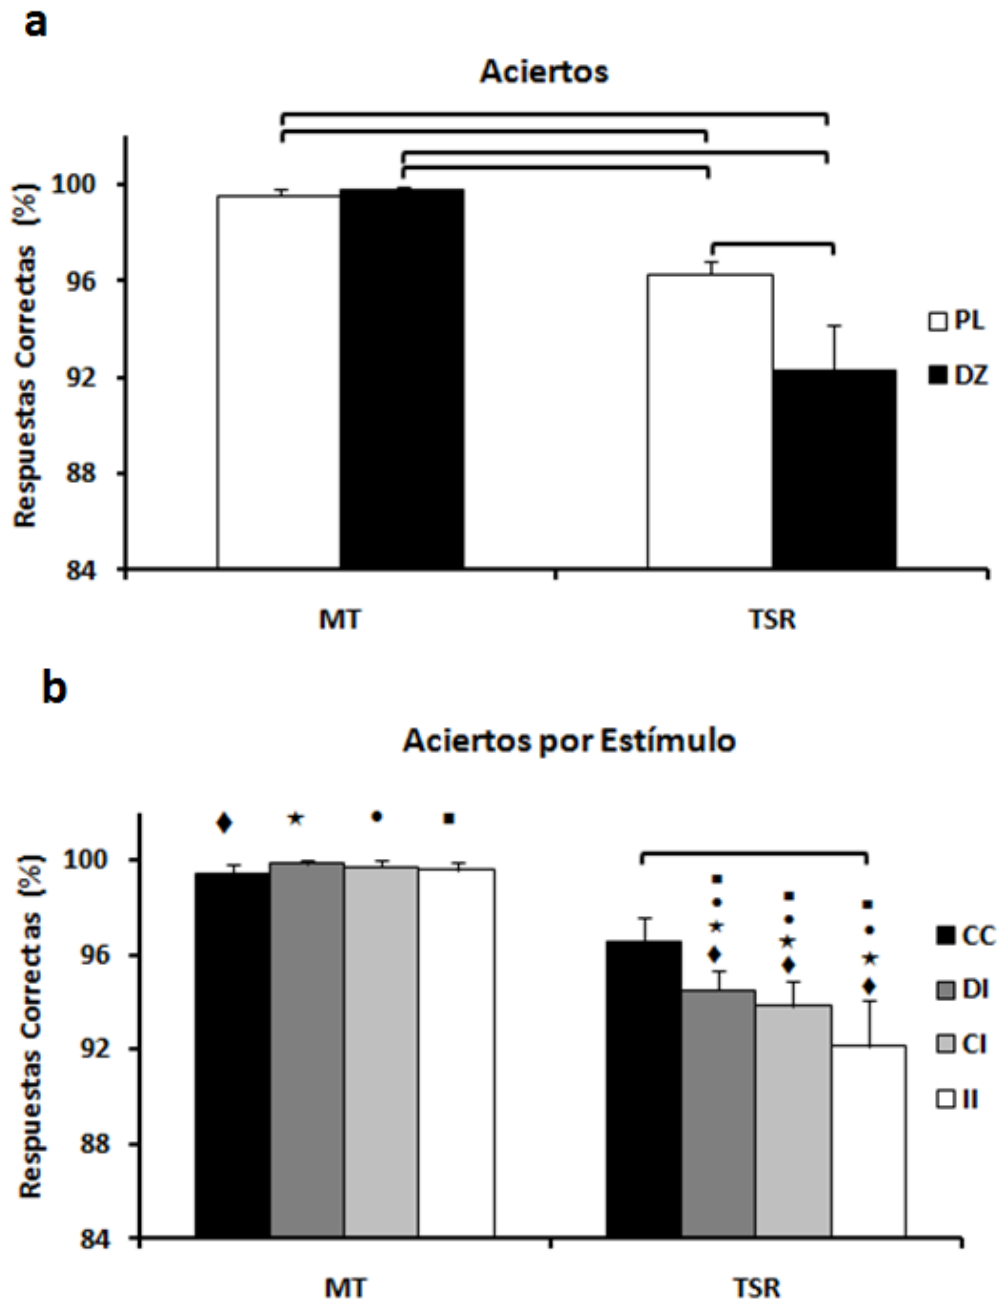 a
Aciertos
Respuestas Correctas (%)
100
96
92
88
84
MT
TSR
PL
DZ
b
Aciertos por Estímulo
Respuestas Correctas (%)
100
96
92
88
84
MT
TSR
CC
DI
CI
II